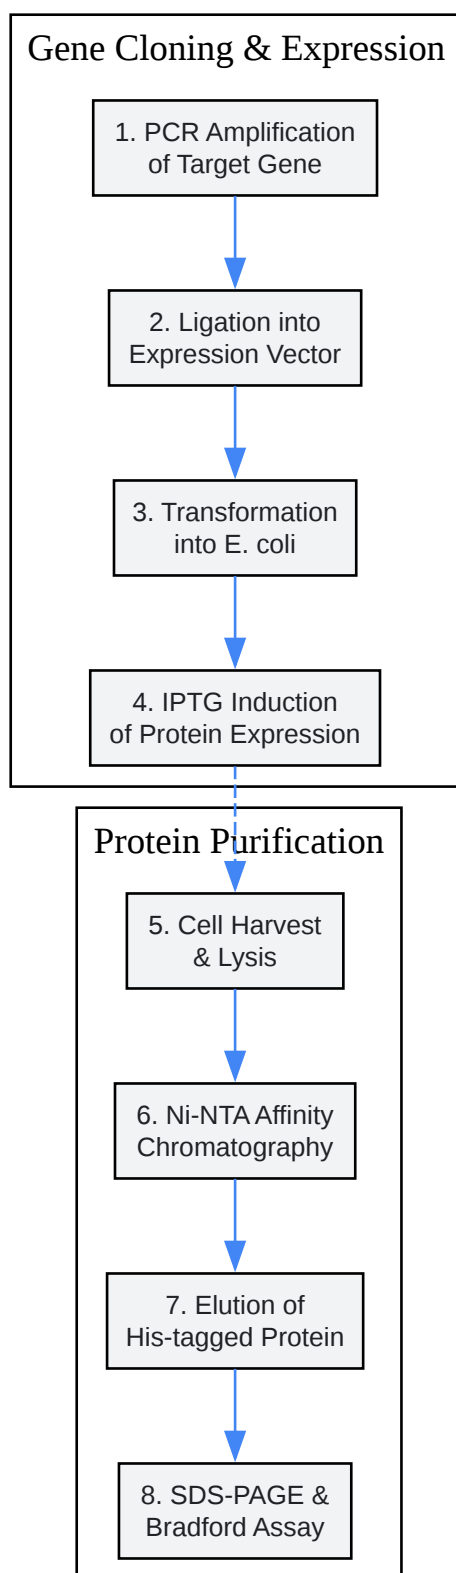 Gene Cloning & Expression
1. PCR Amplification
of Target Gene
2. Ligation into
Expression Vector
3. Transformation
into E. coli
4. IPTG Induction
of Protein Expression
Protein Purification
5. Cell Harvest
& Lysis
6. Ni-NTA Affinity
Chromatography
7. Elution of
His-tagged Protein
8. SDS-PAGE &
Bradford Assay